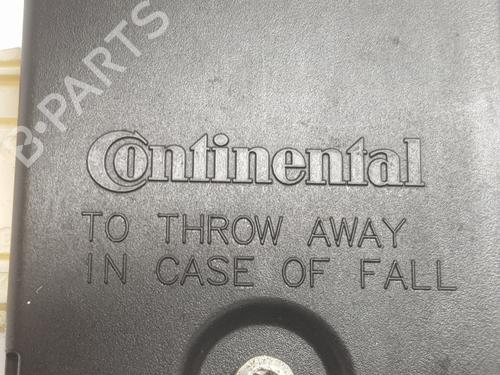 B-PARTS
Continental
TO THROW AWAY
IN CASE OF FALL